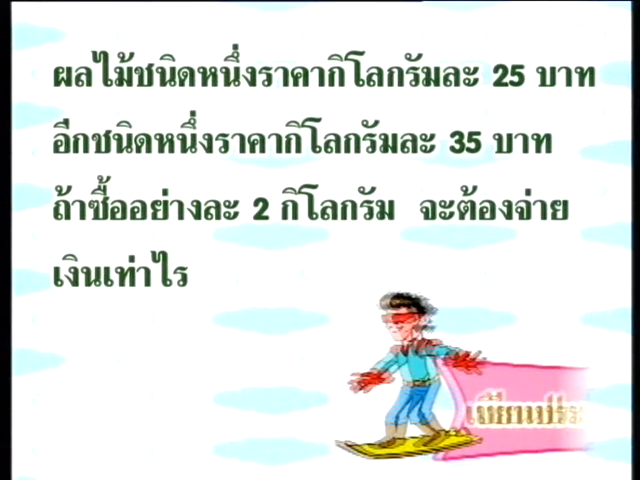 ผลไม้ชนิดหนึ่งราคากิโลกรัมละ 25 บาท
อีกชนิดหนึ่งราคากิโลกรัมละ 35 บาท
ถ้าซื้ออย่างละ 2 กิโลกรัม จะต้องจ่าย
เงินเท่าไร